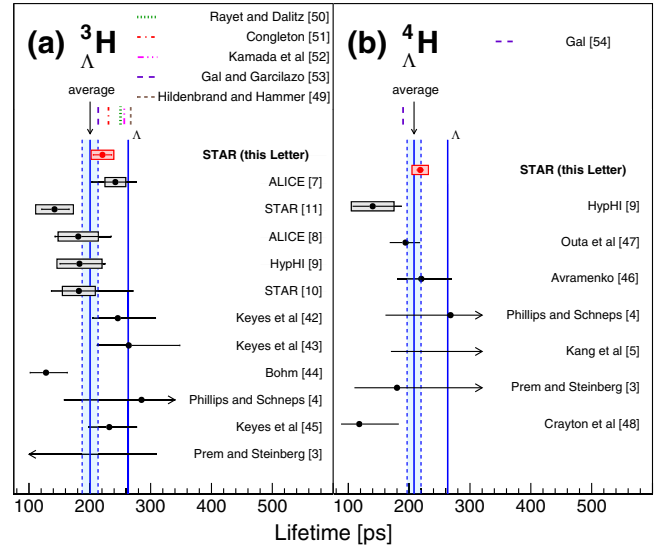 (a) ³ΛH
Rayet and Dalitz [50]
Congleton [51]
Kamada et al [52]
Gal and Garcilazo [53]
Hildenbrand and Hammer [49]
average
Λ
STAR (this Letter)
ALICE [7]
STAR [11]
ALICE [8]
HypHI [9]
STAR [10]
Keyes et al [42]
Keyes et al [43]
Bohm [44]
Phillips and Schneps [4]
Keyes et al [45]
Prem and Steinberg [3]
100 200 300 400 500
(b) ⁴ΛH
Gal [54]
average
Λ
STAR (this Letter)
HypHI [9]
Outa et al [47]
Avramenko [46]
Phillips and Schneps [4]
Kang et al [5]
Prem and Steinberg [3]
Crayton et al [48]
100 200 300 400 500
Lifetime [ps]